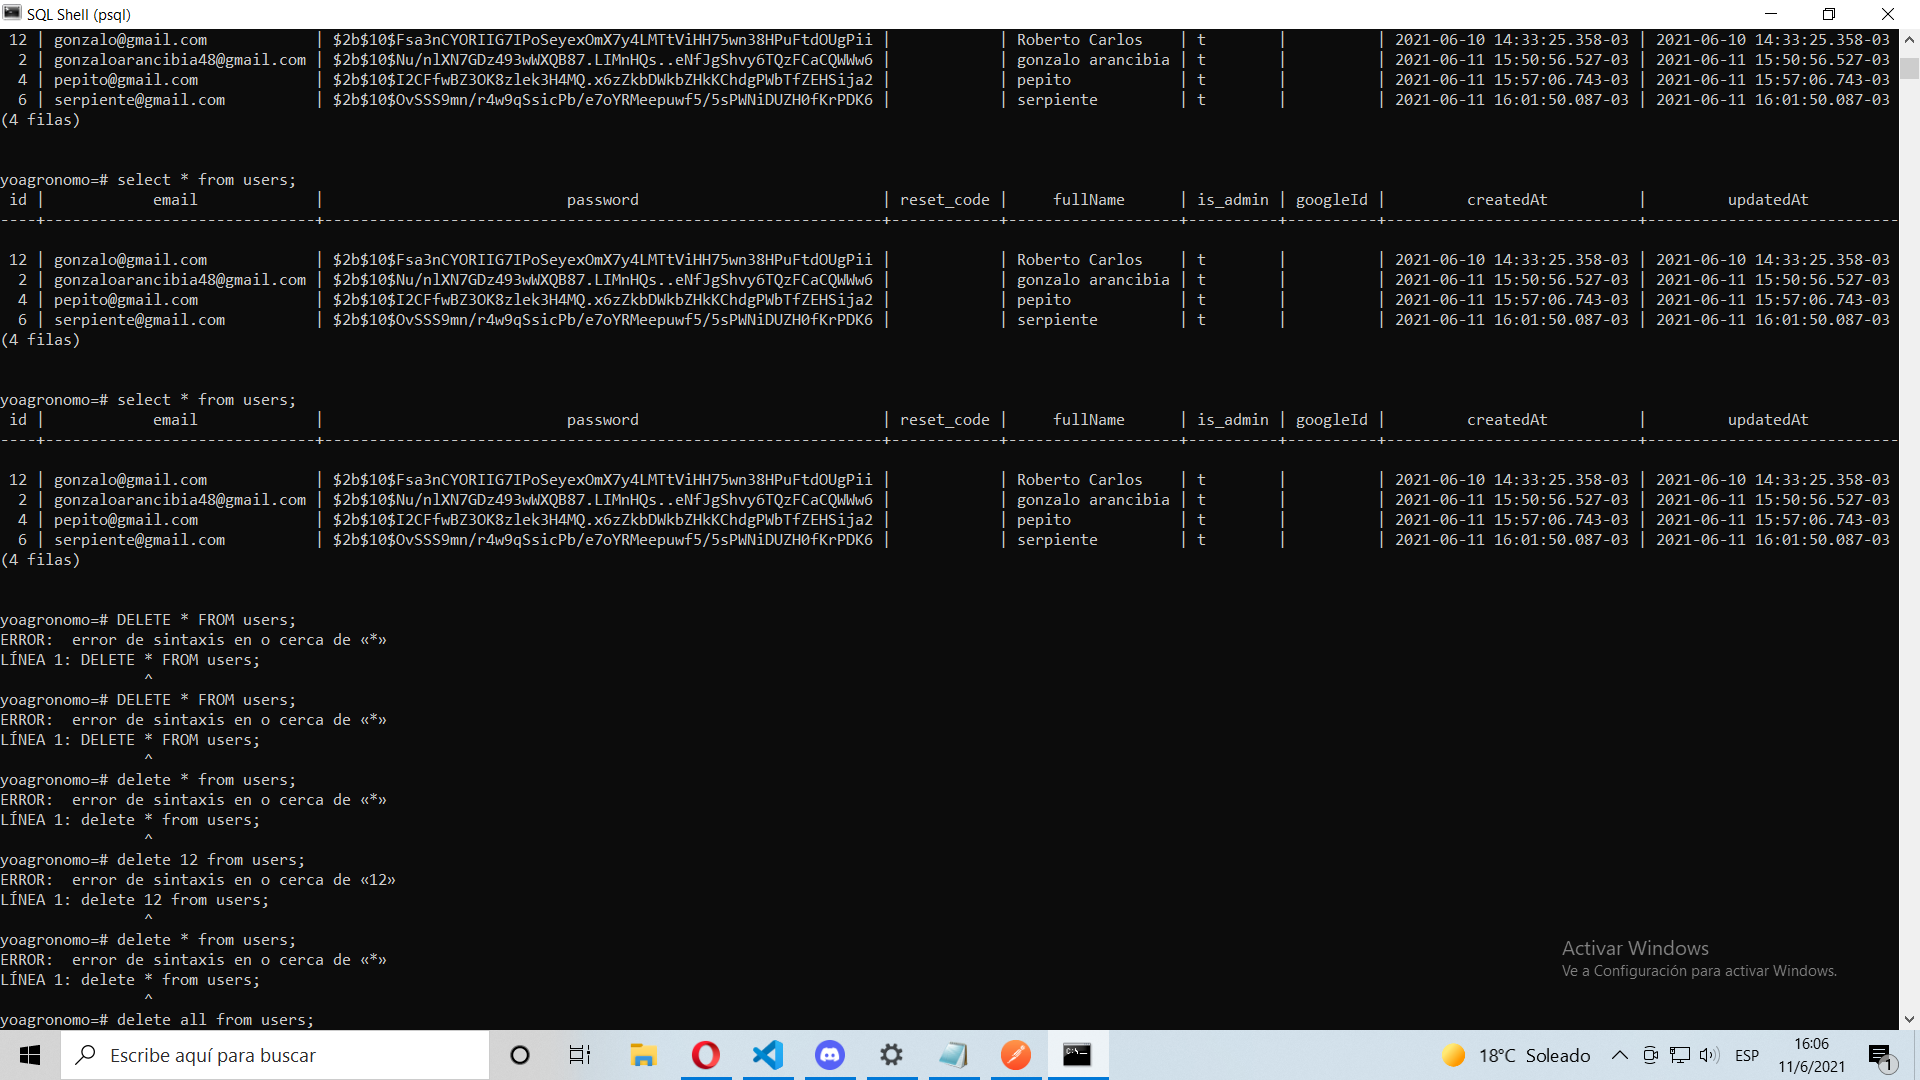 SQL Shell (psql)
12 | gonzalo@gmail.com | $2b$10$Fsa3nCYORIIG7IPoSeyexOmX7y4LMTtViHH75wn38HPuFtdOUgPii | | Roberto Carlos | t | | 2021-06-10 14:33:25.358-03 | 2021-06-10 14:33:25.358-03
2 | gonzaloarancibia48@gmail.com | $2b$10$Nu/nlXN7GDz493wWXQB87.LIMnHQs..eNfJgShvy6TQzFCaCQWWw6 | | gonzalo arancibia | t | | 2021-06-11 15:50:56.527-03 | 2021-06-11 15:50:56.527-03
4 | pepito@gmail.com | $2b$10$I2CFfwBZ3OK8zlek3H4MQ.x6zZkbDWkbZHkKChdgPWbTfZEHSija2 | | pepito | t | | 2021-06-11 15:57:06.743-03 | 2021-06-11 15:57:06.743-03
6 | serpiente@gmail.com | $2b$10$OvSSS9mn/r4w9qSsicPb/e7oYRMeepuwf5/5sPWNiDUZH0fKrPDK6 | | serpiente | t | | 2021-06-11 16:01:50.087-03 | 2021-06-11 16:01:50.087-03
(4 filas)
yoagronomo=# select * from users;
id | email | password | reset_code | fullName | is_admin | googleId | createdAt | updatedAt
12 | gonzalo@gmail.com | $2b$10$Fsa3nCYORIIG7IPoSeyexOmX7y4LMTtViHH75wn38HPuFtdOUgPii | | Roberto Carlos | t | | 2021-06-10 14:33:25.358-03 | 2021-06-10 14:33:25.358-03
2 | gonzaloarancibia48@gmail.com | $2b$10$Nu/nlXN7GDz493wWXQB87.LIMnHQs..eNfJgShvy6TQzFCaCQWWw6 | | gonzalo arancibia | t | | 2021-06-11 15:50:56.527-03 | 2021-06-11 15:50:56.527-03
4 | pepito@gmail.com | $2b$10$I2CFfwBZ3OK8zlek3H4MQ.x6zZkbDWkbZHkKChdgPWbTfZEHSija2 | | pepito | t | | 2021-06-11 15:57:06.743-03 | 2021-06-11 15:57:06.743-03
6 | serpiente@gmail.com | $2b$10$OvSSS9mn/r4w9qSsicPb/e7oYRMeepuwf5/5sPWNiDUZH0fKrPDK6 | | serpiente | t | | 2021-06-11 16:01:50.087-03 | 2021-06-11 16:01:50.087-03
(4 filas)
yoagronomo=# select * from users;
id | email | password | reset_code | fullName | is_admin | googleId | createdAt | updatedAt
12 | gonzalo@gmail.com | $2b$10$Fsa3nCYORIIG7IPoSeyexOmX7y4LMTtViHH75wn38HPuFtdOUgPii | | Roberto Carlos | t | | 2021-06-10 14:33:25.358-03 | 2021-06-10 14:33:25.358-03
2 | gonzaloarancibia48@gmail.com | $2b$10$Nu/nlXN7GDz493wWXQB87.LIMnHQs..eNfJgShvy6TQzFCaCQWWw6 | | gonzalo arancibia | t | | 2021-06-11 15:50:56.527-03 | 2021-06-11 15:50:56.527-03
4 | pepito@gmail.com | $2b$10$I2CFfwBZ3OK8zlek3H4MQ.x6zZkbDWkbZHkKChdgPWbTfZEHSija2 | | pepito | t | | 2021-06-11 15:57:06.743-03 | 2021-06-11 15:57:06.743-03
6 | serpiente@gmail.com | $2b$10$OvSSS9mn/r4w9qSsicPb/e7oYRMeepuwf5/5sPWNiDUZH0fKrPDK6 | | serpiente | t | | 2021-06-11 16:01:50.087-03 | 2021-06-11 16:01:50.087-03
(4 filas)
yoagronomo=# DELETE * FROM users;
ERROR:  error de sintaxis en o cerca de «*»
LÍNEA 1: DELETE * FROM users;
^
yoagronomo=# DELETE * FROM users;
ERROR:  error de sintaxis en o cerca de «*»
LÍNEA 1: DELETE * FROM users;
^
yoagronomo=# delete * from users;
ERROR:  error de sintaxis en o cerca de «*»
LÍNEA 1: delete * from users;
^
yoagronomo=# delete 12 from users;
ERROR:  error de sintaxis en o cerca de «12»
LÍNEA 1: delete 12 from users;
^
yoagronomo=# delete * from users;
ERROR:  error de sintaxis en o cerca de «*»
LÍNEA 1: delete * from users;
^
yoagronomo=# delete all from users;
Activar Windows
Ve a Configuración para activar Windows.
Escribe aquí para buscar
18°C Soleado
ESP
16:06
11/6/2021
1